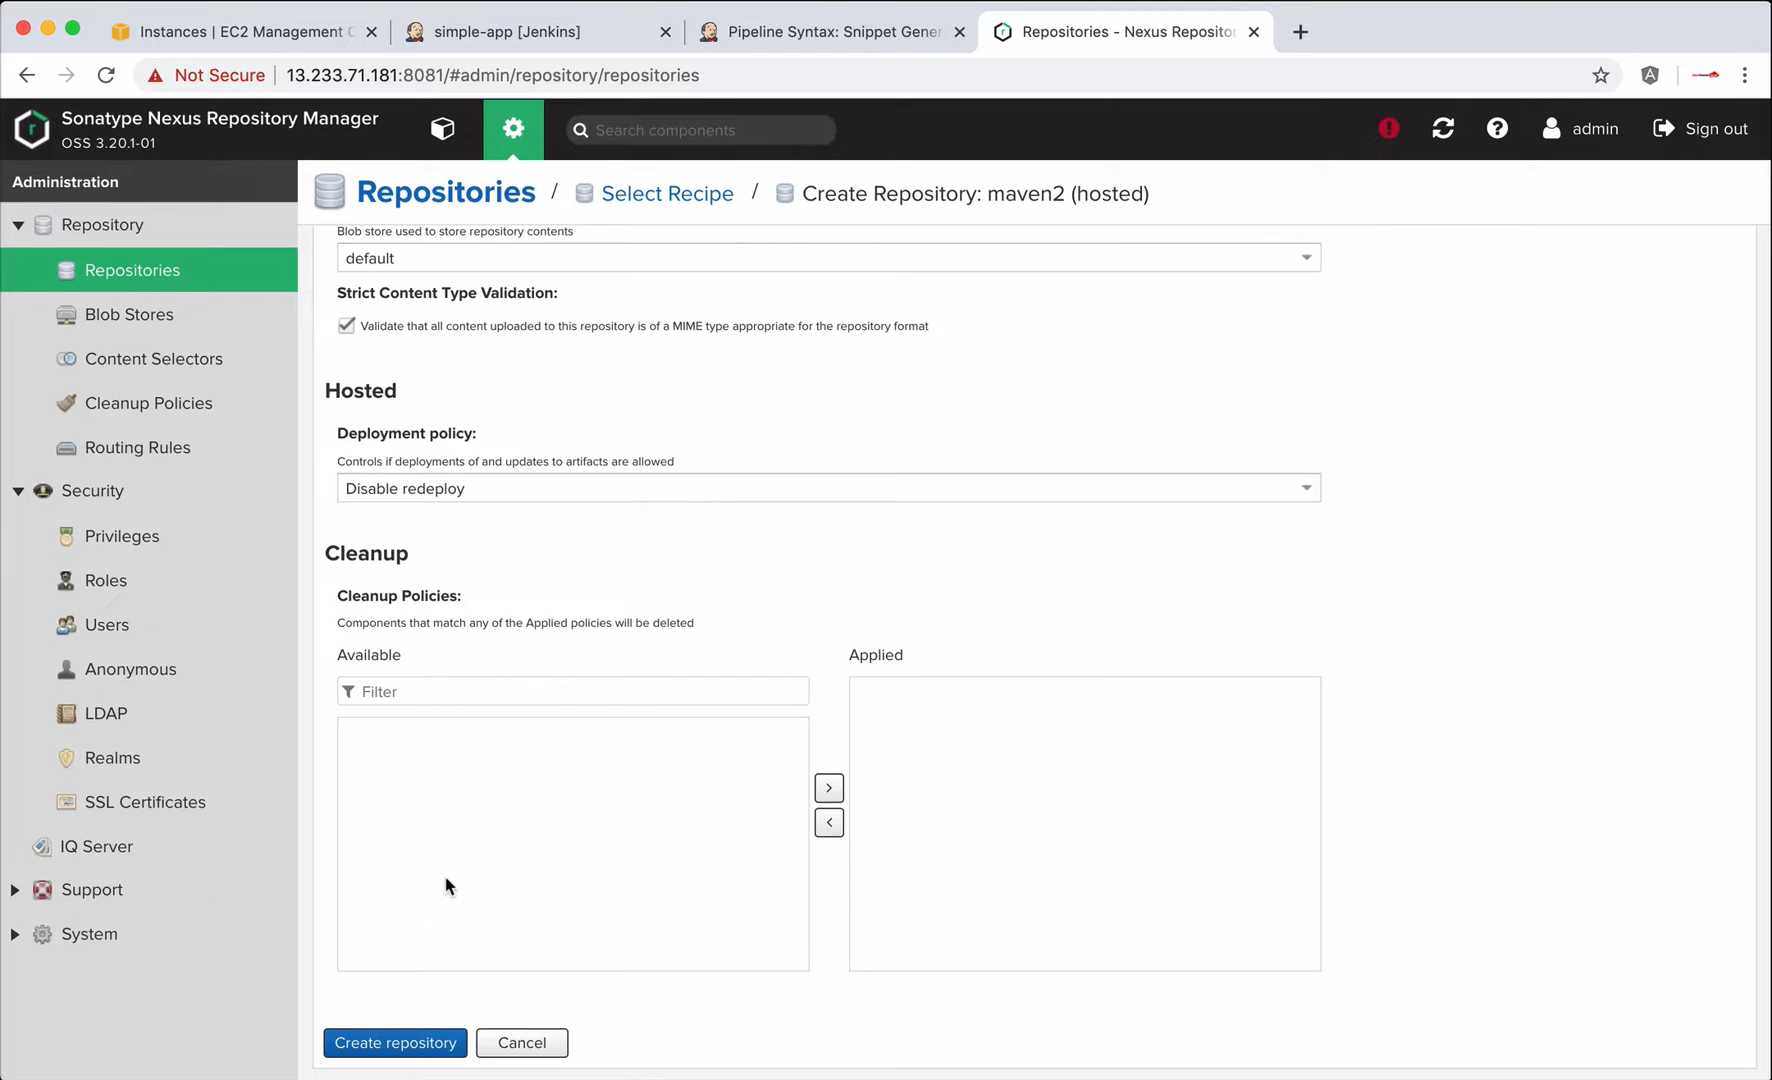 Instances | EC2 Management C
simple-app [Jenkins]
Pipeline Syntax: Snippet Gener
Repositories - Nexus Repositor
Not Secure
13.233.71.181:8081/#admin/repository/repositories
Sonatype Nexus Repository Manager
OSS 3.20.1-01
Search components
admin
Sign out
Administration
Repository
Repositories
Blob Stores
Content Selectors
Cleanup Policies
Routing Rules
Security
Privileges
Roles
Users
Anonymous
LDAP
Realms
SSL Certificates
IQ Server
Support
System
Repositories / Select Recipe / Create Repository: maven2 (hosted)
Blob store used to store repository contents
default
Strict Content Type Validation:
Validate that all content uploaded to this repository is of a MIME type appropriate for the repository format
Hosted
Deployment policy:
Controls if deployments of and updates to artifacts are allowed
Disable redeploy
Cleanup
Cleanup Policies:
Components that match any of the Applied policies will be deleted
Available
Applied
Filter
Create repository
Cancel